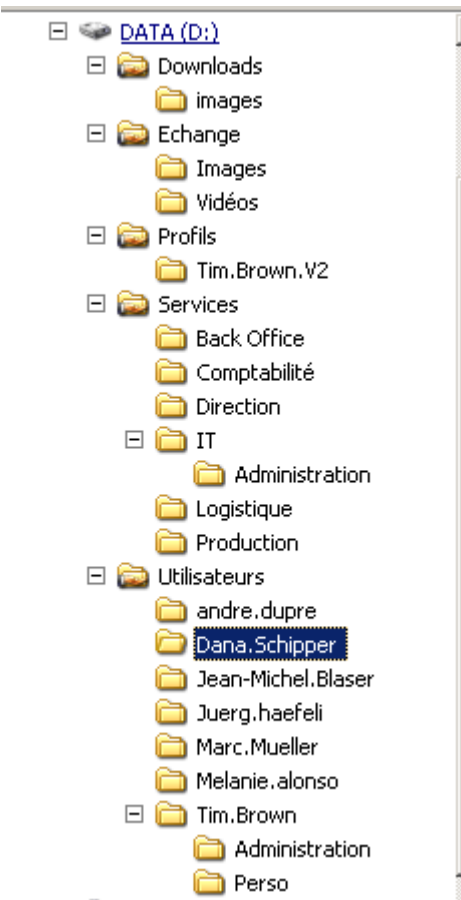 DATA (D:)
Downloads
images
Echange
Images
Vidéos
Profils
Tim.Brown.V2
Services
Back Office
Comptabilité
Direction
IT
Administration
Logistique
Production
Utilisateurs
andre.dupre
Dana.Schipper
Jean-Michel.Blaser
Juerg.haefeli
Marc.Mueller
Melanie.alonso
Tim.Brown
Administration
Perso